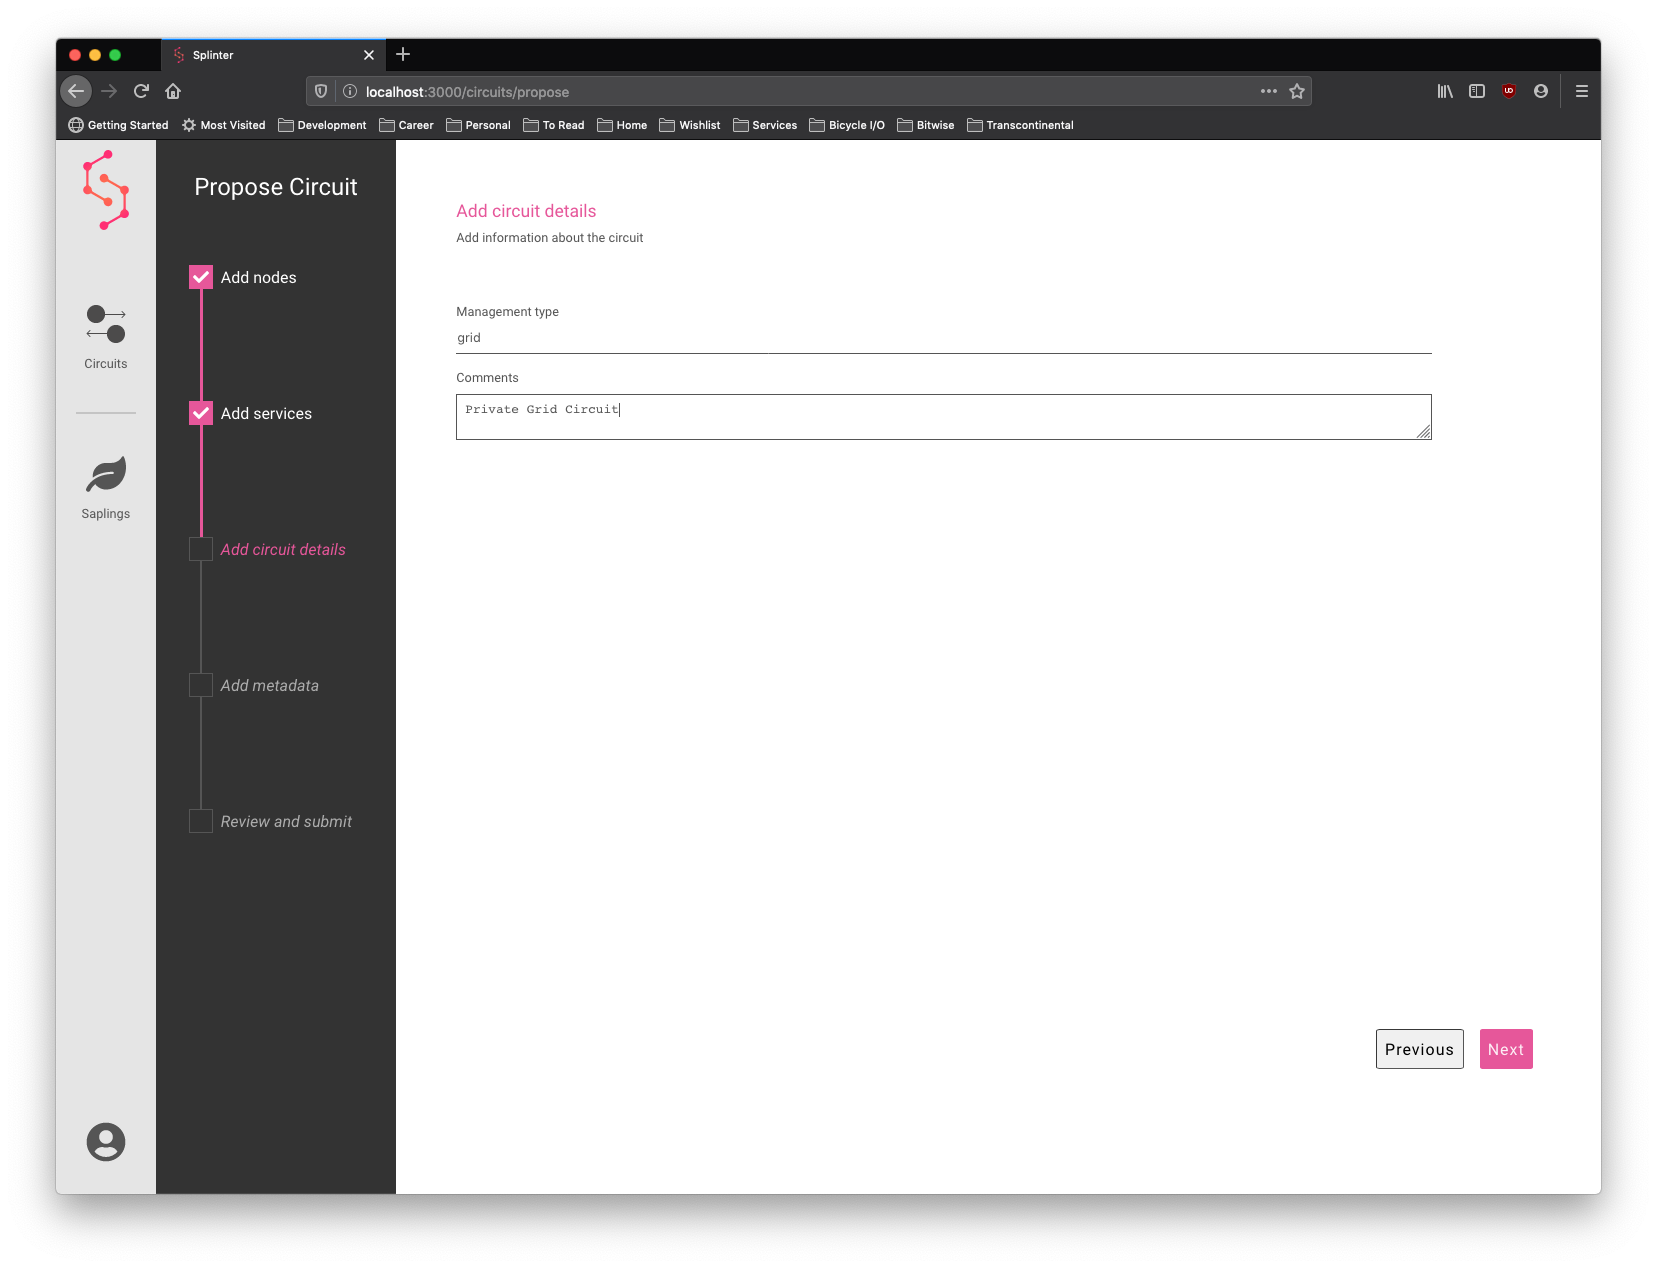 Splinter
localhost:3000/circuits/propose
Getting Started Most Visited Development Career Personal To Read Home Wishlist Services Bicycle I/O Bitwise Transcontinental
Propose Circuit
Circuits
Saplings
Add nodes
Add services
Add circuit details
Add metadata
Review and submit
Add circuit details
Add information about the circuit
Management type
grid
Comments
Private Grid Circuit
Previous Next